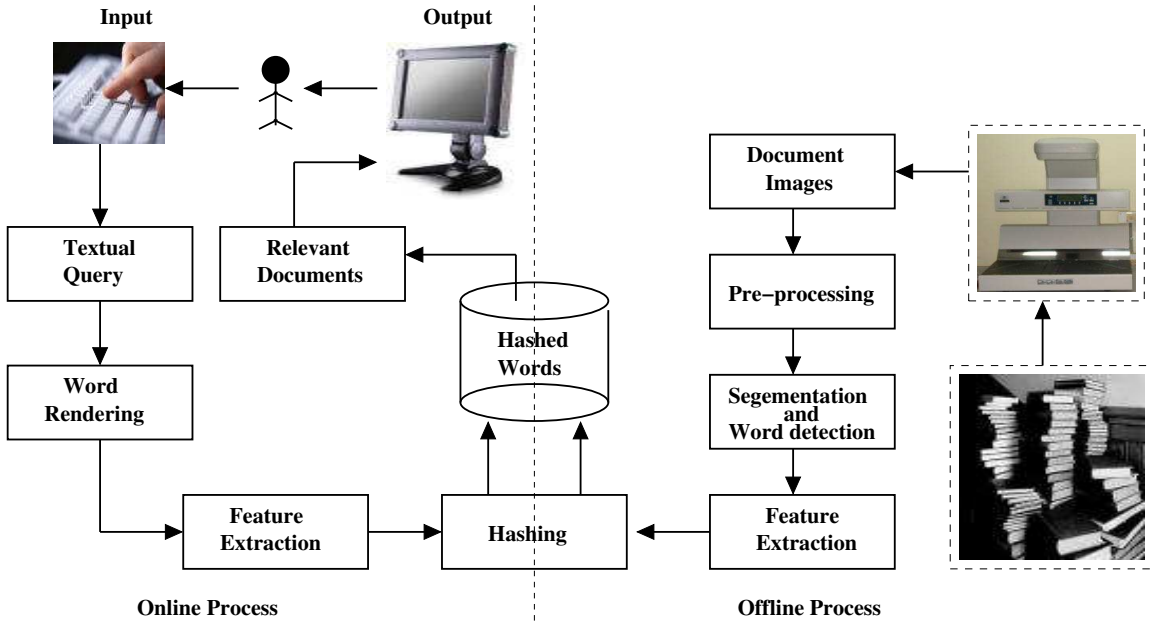 Input
Output
Textual
Query
Relevant
Documents
Word
Rendering
Hashed
Words
Feature
Extraction
Hashing
Online Process
Document
Images
Pre−processing
Segementation
and
Word detection
Feature
Extraction
Offline Process